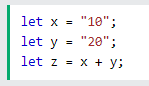 let x = "10";
let y = "20";
let z = x + y;